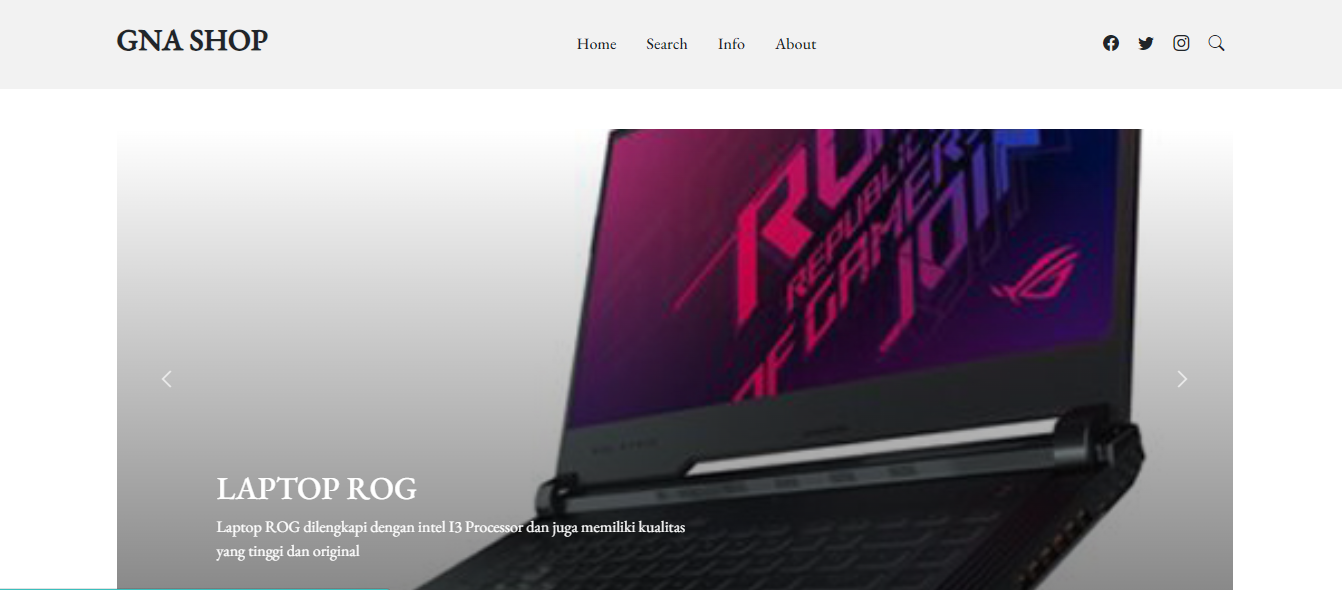 GNA SHOP
Home Search Info About
REPUBLIC
OF GAMERS
JOIN
LAPTOP ROG
Laptop ROG dilengkapi dengan intel I3 Processor dan juga memiliki kualitas
yang tinggi dan original